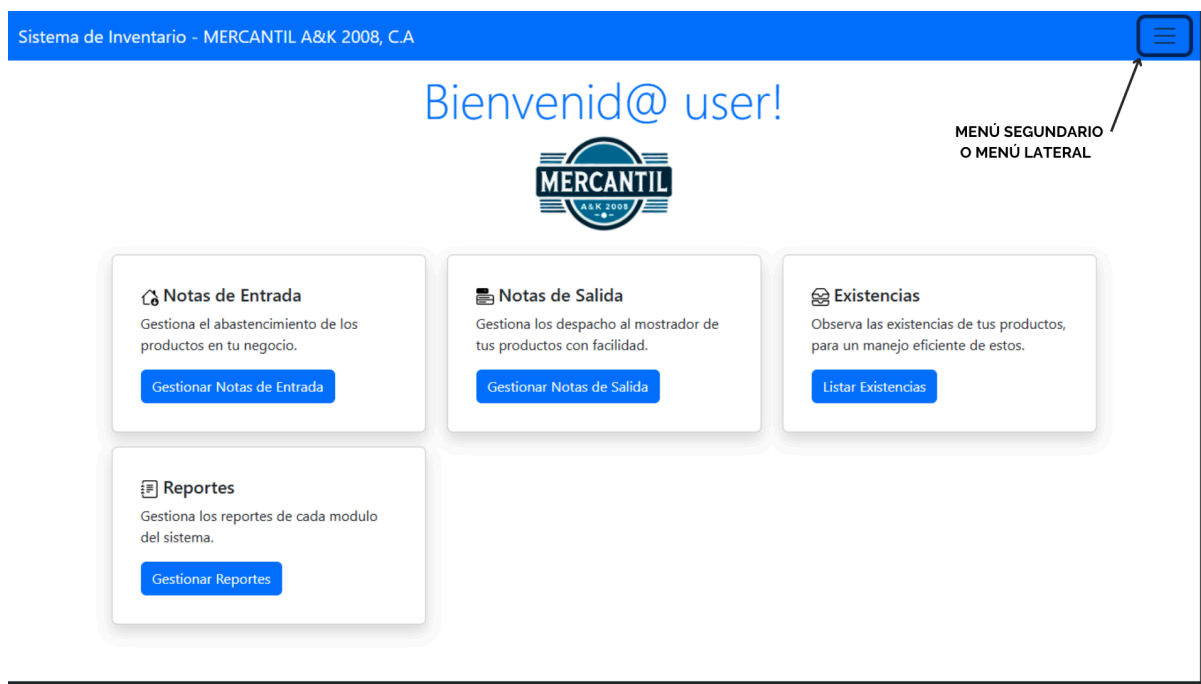 Sistema de Inventario - MERCANTIL A&K 2008, C.A
Bienvenid@ user!
MENÚ SEGUNDARIO
O MENÚ LATERAL
MERCANTIL
A&K 2008
Notas de Entrada
Gestiona el abastencimiento de los
productos en tu negocio.
Gestionar Notas de Entrada
Notas de Salida
Gestiona los despacho al mostrador de
tus productos con facilidad.
Gestionar Notas de Salida
Existencias
Observa las existencias de tus productos,
para un manejo eficiente de estos.
Listar Existencias
Reportes
Gestiona los reportes de cada modulo
del sistema.
Gestionar Reportes